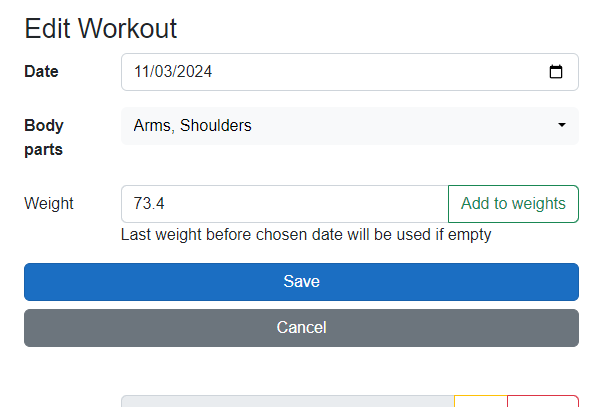 Edit Workout
Date 11/03/2024
Body parts Arms, Shoulders
Weight 73.4 Add to weights
Last weight before chosen date will be used if empty
Save
Cancel